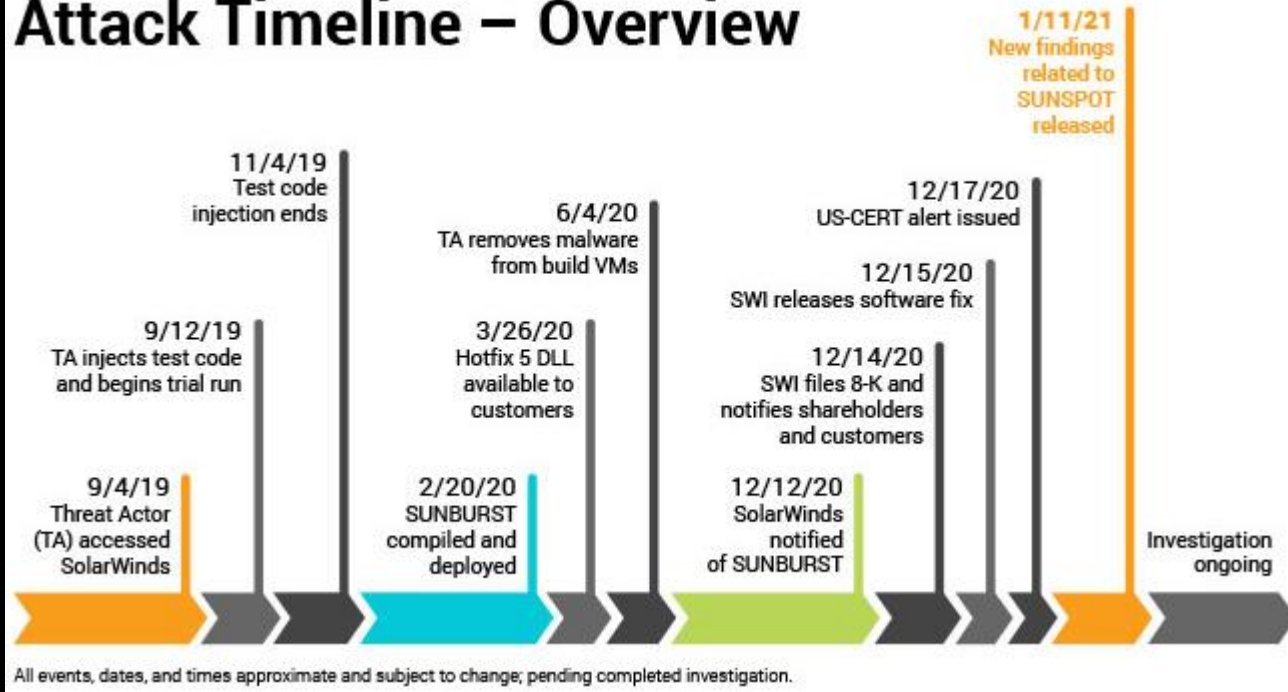 Attack Timeline – Overview
9/4/19
Threat Actor
(TA) accessed
SolarWinds
9/12/19
TA injects test code
and begins trial run
11/4/19
Test code
injection ends
2/20/20
SUNBURST
compiled and
deployed
3/26/20
Hotfix 5 DLL
available to
customers
6/4/20
TA removes malware
from build VMs
12/12/20
SolarWinds
notified
of SUNBURST
12/14/20
SWI files 8-K and
notifies shareholders
and customers
12/15/20
SWI releases software fix
12/17/20
US-CERT alert issued
1/11/21
New findings
related to
SUNSPOT
released
Investigation
ongoing
All events, dates, and times approximate and subject to change; pending completed investigation.